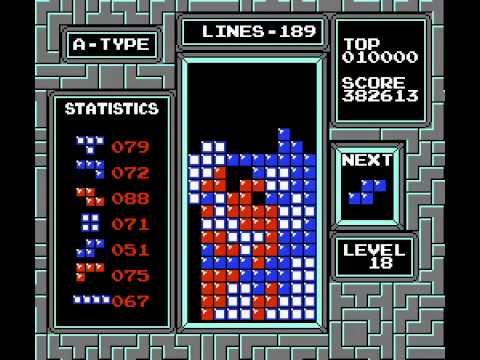 A-TYPE
LINES-189
TOP
010000
SCORE
382613
STATISTICS
079
072
088
071
051
075
067
NEXT
LEVEL
18